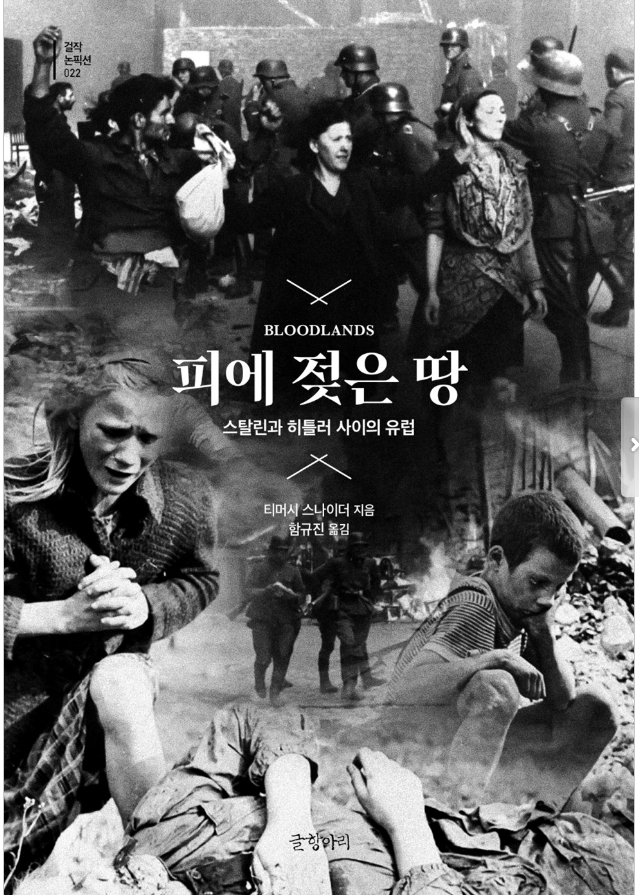 걸작
논픽션
022
BLOODLANDS
피에 젖은 땅
스탈린과 히틀러 사이의 유럽
티머시 스나이더 지음
함규진 옮김
글항아리